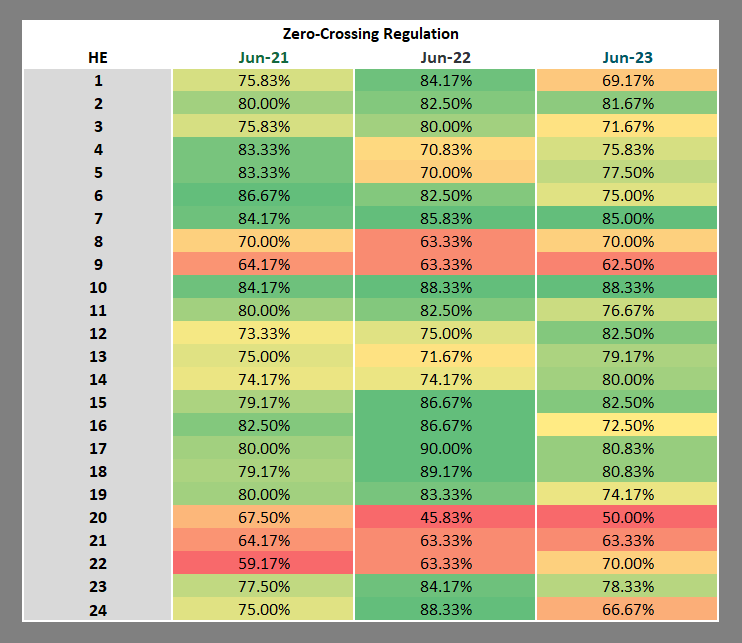 Zero-Crossing Regulation
HE Jun-21 Jun-22 Jun-23
1 75.83% 84.17% 69.17%
2 80.00% 82.50% 81.67%
3 75.83% 80.00% 71.67%
4 83.33% 70.83% 75.83%
5 83.33% 70.00% 77.50%
6 86.67% 82.50% 75.00%
7 84.17% 85.83% 85.00%
8 70.00% 63.33% 70.00%
9 64.17% 63.33% 62.50%
10 84.17% 88.33% 88.33%
11 80.00% 82.50% 76.67%
12 73.33% 75.00% 82.50%
13 75.00% 71.67% 79.17%
14 74.17% 74.17% 80.00%
15 79.17% 86.67% 82.50%
16 82.50% 86.67% 72.50%
17 80.00% 90.00% 80.83%
18 79.17% 89.17% 80.83%
19 80.00% 83.33% 74.17%
20 67.50% 45.83% 50.00%
21 64.17% 63.33% 63.33%
22 59.17% 63.33% 70.00%
23 77.50% 84.17% 78.33%
24 75.00% 88.33% 66.67%